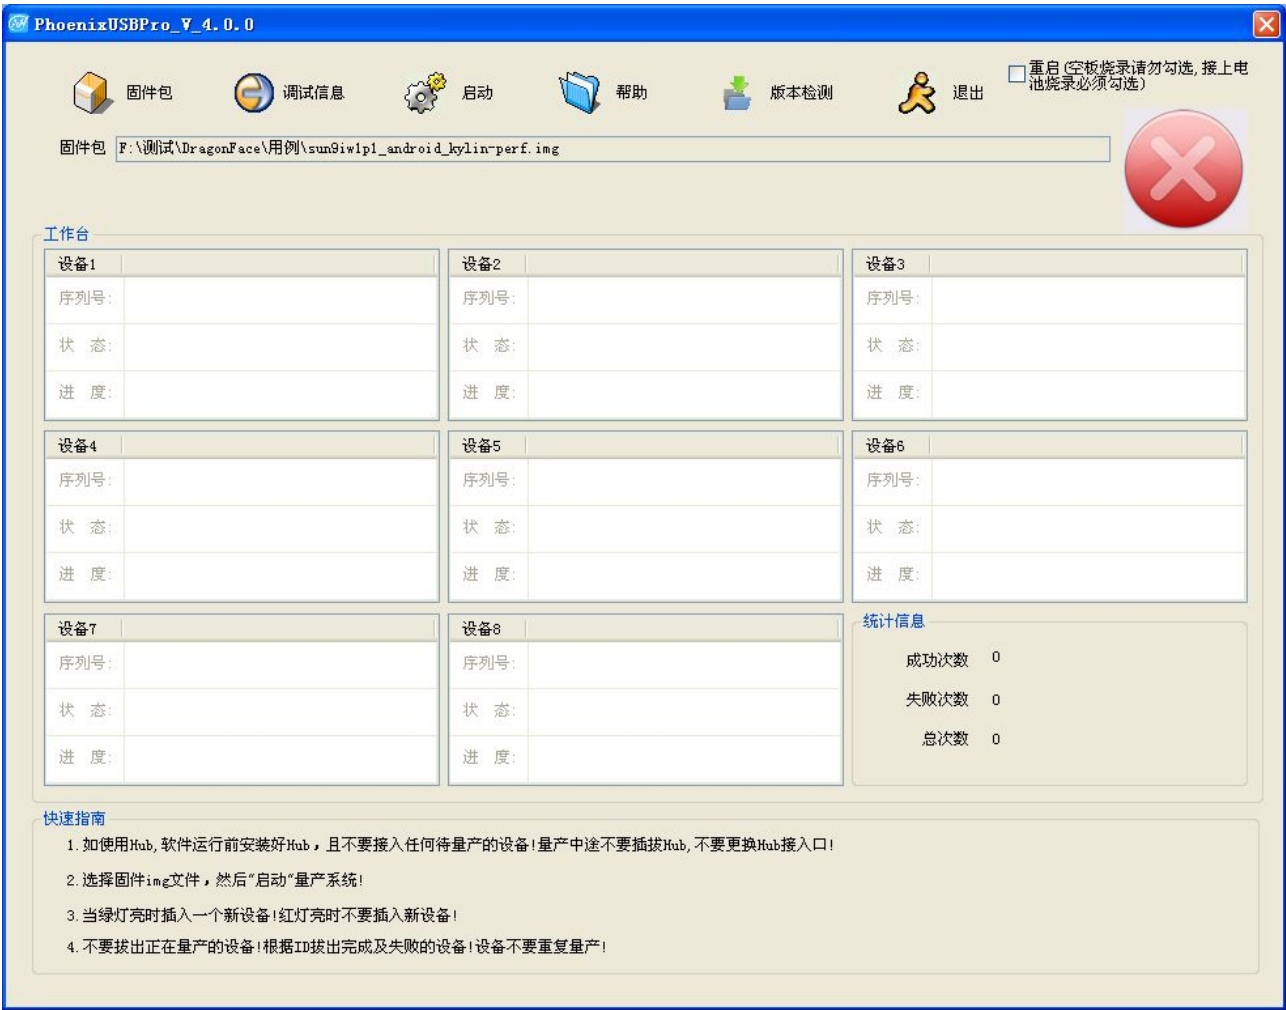 PhoenixUSBPro_V_4.0.0
固件包
调试信息
启动
帮助
版本检测
退出
重启(空板烧录请勿勾选,接上电
池烧录必须勾选)
固件包 F:\测试\DragonFace\用例\sun9iw1p1_android_kylin-perf.img
工作台
设备1
序列号:
状 态:
进 度:
设备2
序列号:
状 态:
进 度:
设备3
序列号:
状 态:
进 度:
设备4
序列号:
状 态:
进 度:
设备5
序列号:
状 态:
进 度:
设备6
序列号:
状 态:
进 度:
设备7
序列号:
状 态:
进 度:
设备8
序列号:
状 态:
进 度:
统计信息
成功次数 0
失败次数 0
总次数 0
快速指南
1.如使用Hub,软件运行前安装好Hub，且不要接入任何待量产的设备!量产中途不要插拔Hub,不要更换Hub接入口!
2.选择固件img文件，然后“启动”量产系统!
3.当绿灯亮时插入一个新设备!红灯亮时不要插入新设备!
4.不要拔出正在量产的设备!根据ID拔出完成及失败的设备!设备不要重复量产!